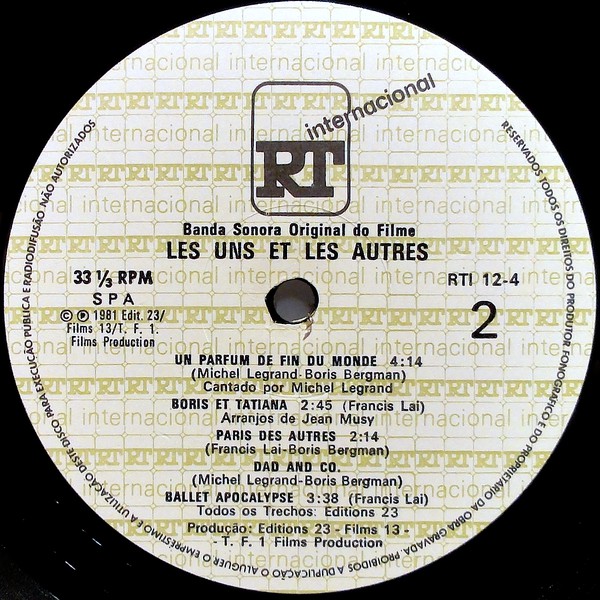 internacional
RT
Banda Sonora Original do Filme
LES UNS ET LES AUTRES
33 ⅓ RPM
RTI 12-4
SPA
2
© ℗ 1981 Edit. 23/
Films 13/T. F. 1.
Films Production
UN PARFUM DE FIN DU MONDE 4:14
(Michel Legrand-Boris Bergman)
Cantado por Michel Legrand
BORIS ET TATIANA 2:45 (Francis Lai)
Arranjos de Jean Musy
PARIS DES AUTRES 2:14
(Francis Lai-Boris Bergman)
DAD AND CO.
(Michel Legrand-Boris Bergman)
BALLET APOCALYPSE 3:38 (Francis Lai)
Todos os Trechos: Editions 23
Produção: Editions 23 - Films 13 -
- T. F. 1 Films Production
RESERVADOS TODOS OS DIREITOS DO PRODUTOR FONOGRÁFICO E DO PROPRIETÁRIO DA OBRA GRAVADA. PROIBIDOS A DUPLICAÇÃO O ALUGUER O EMPRÉSTIMO E A UTILIZAÇÃO DESTE DISCO PARA EXECUÇÃO PÚBLICA E RADIODIFUSÃO NÃO AUTORIZADOS